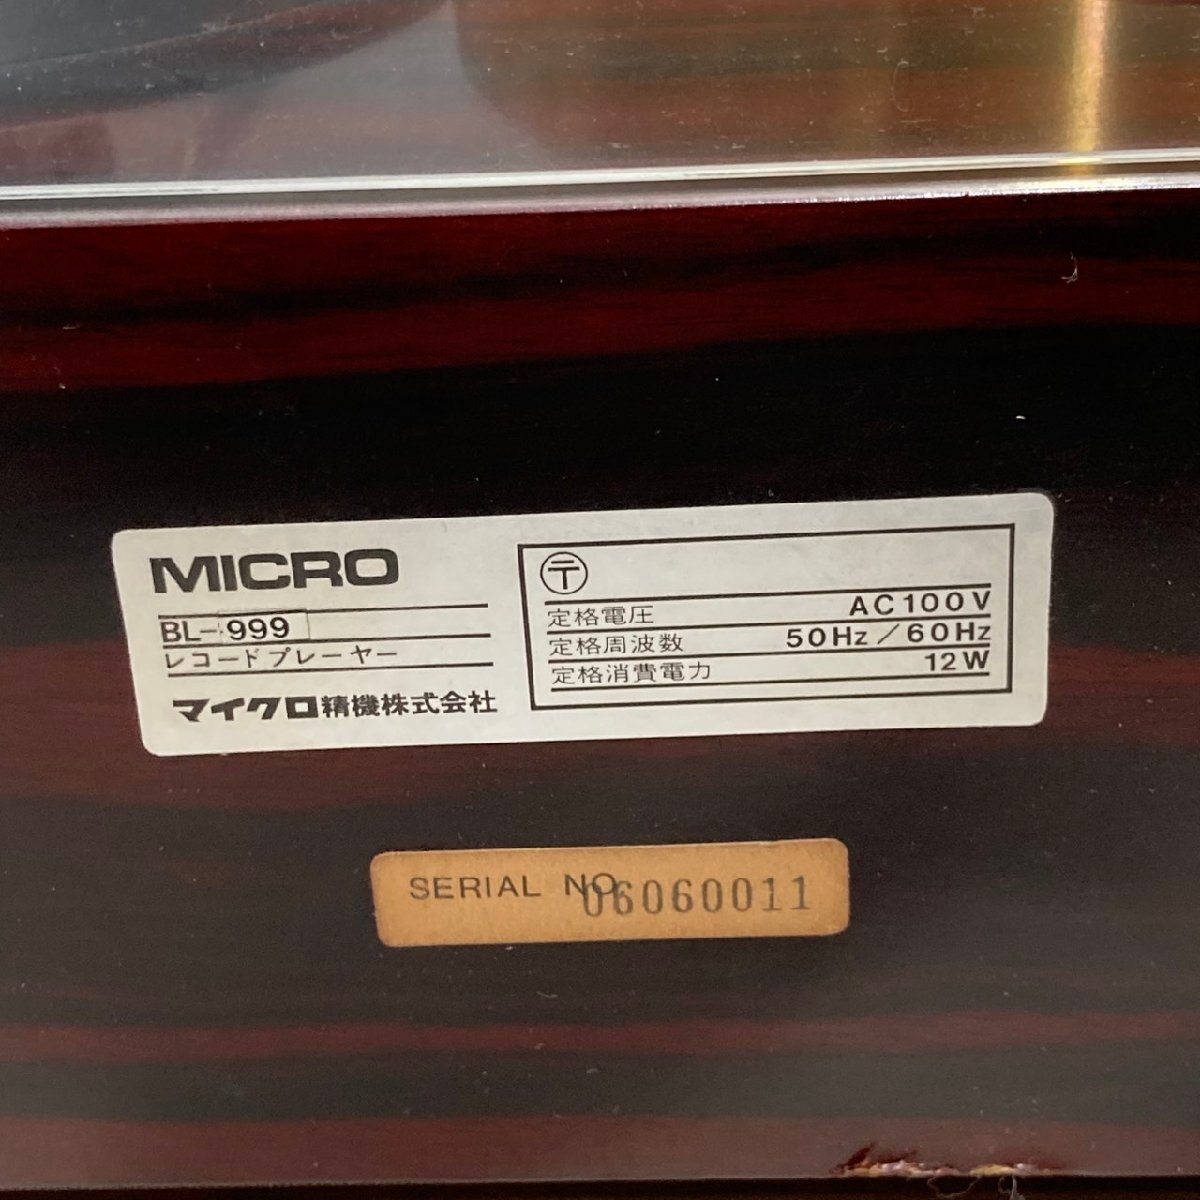 MICRO
BL-999
レコードプレーヤー
マイクロ精機株式会社
〒
定格電圧 AC100V
定格周波数 50Hz/60Hz
定格消費電力 12W
SERIAL NO. 06060011